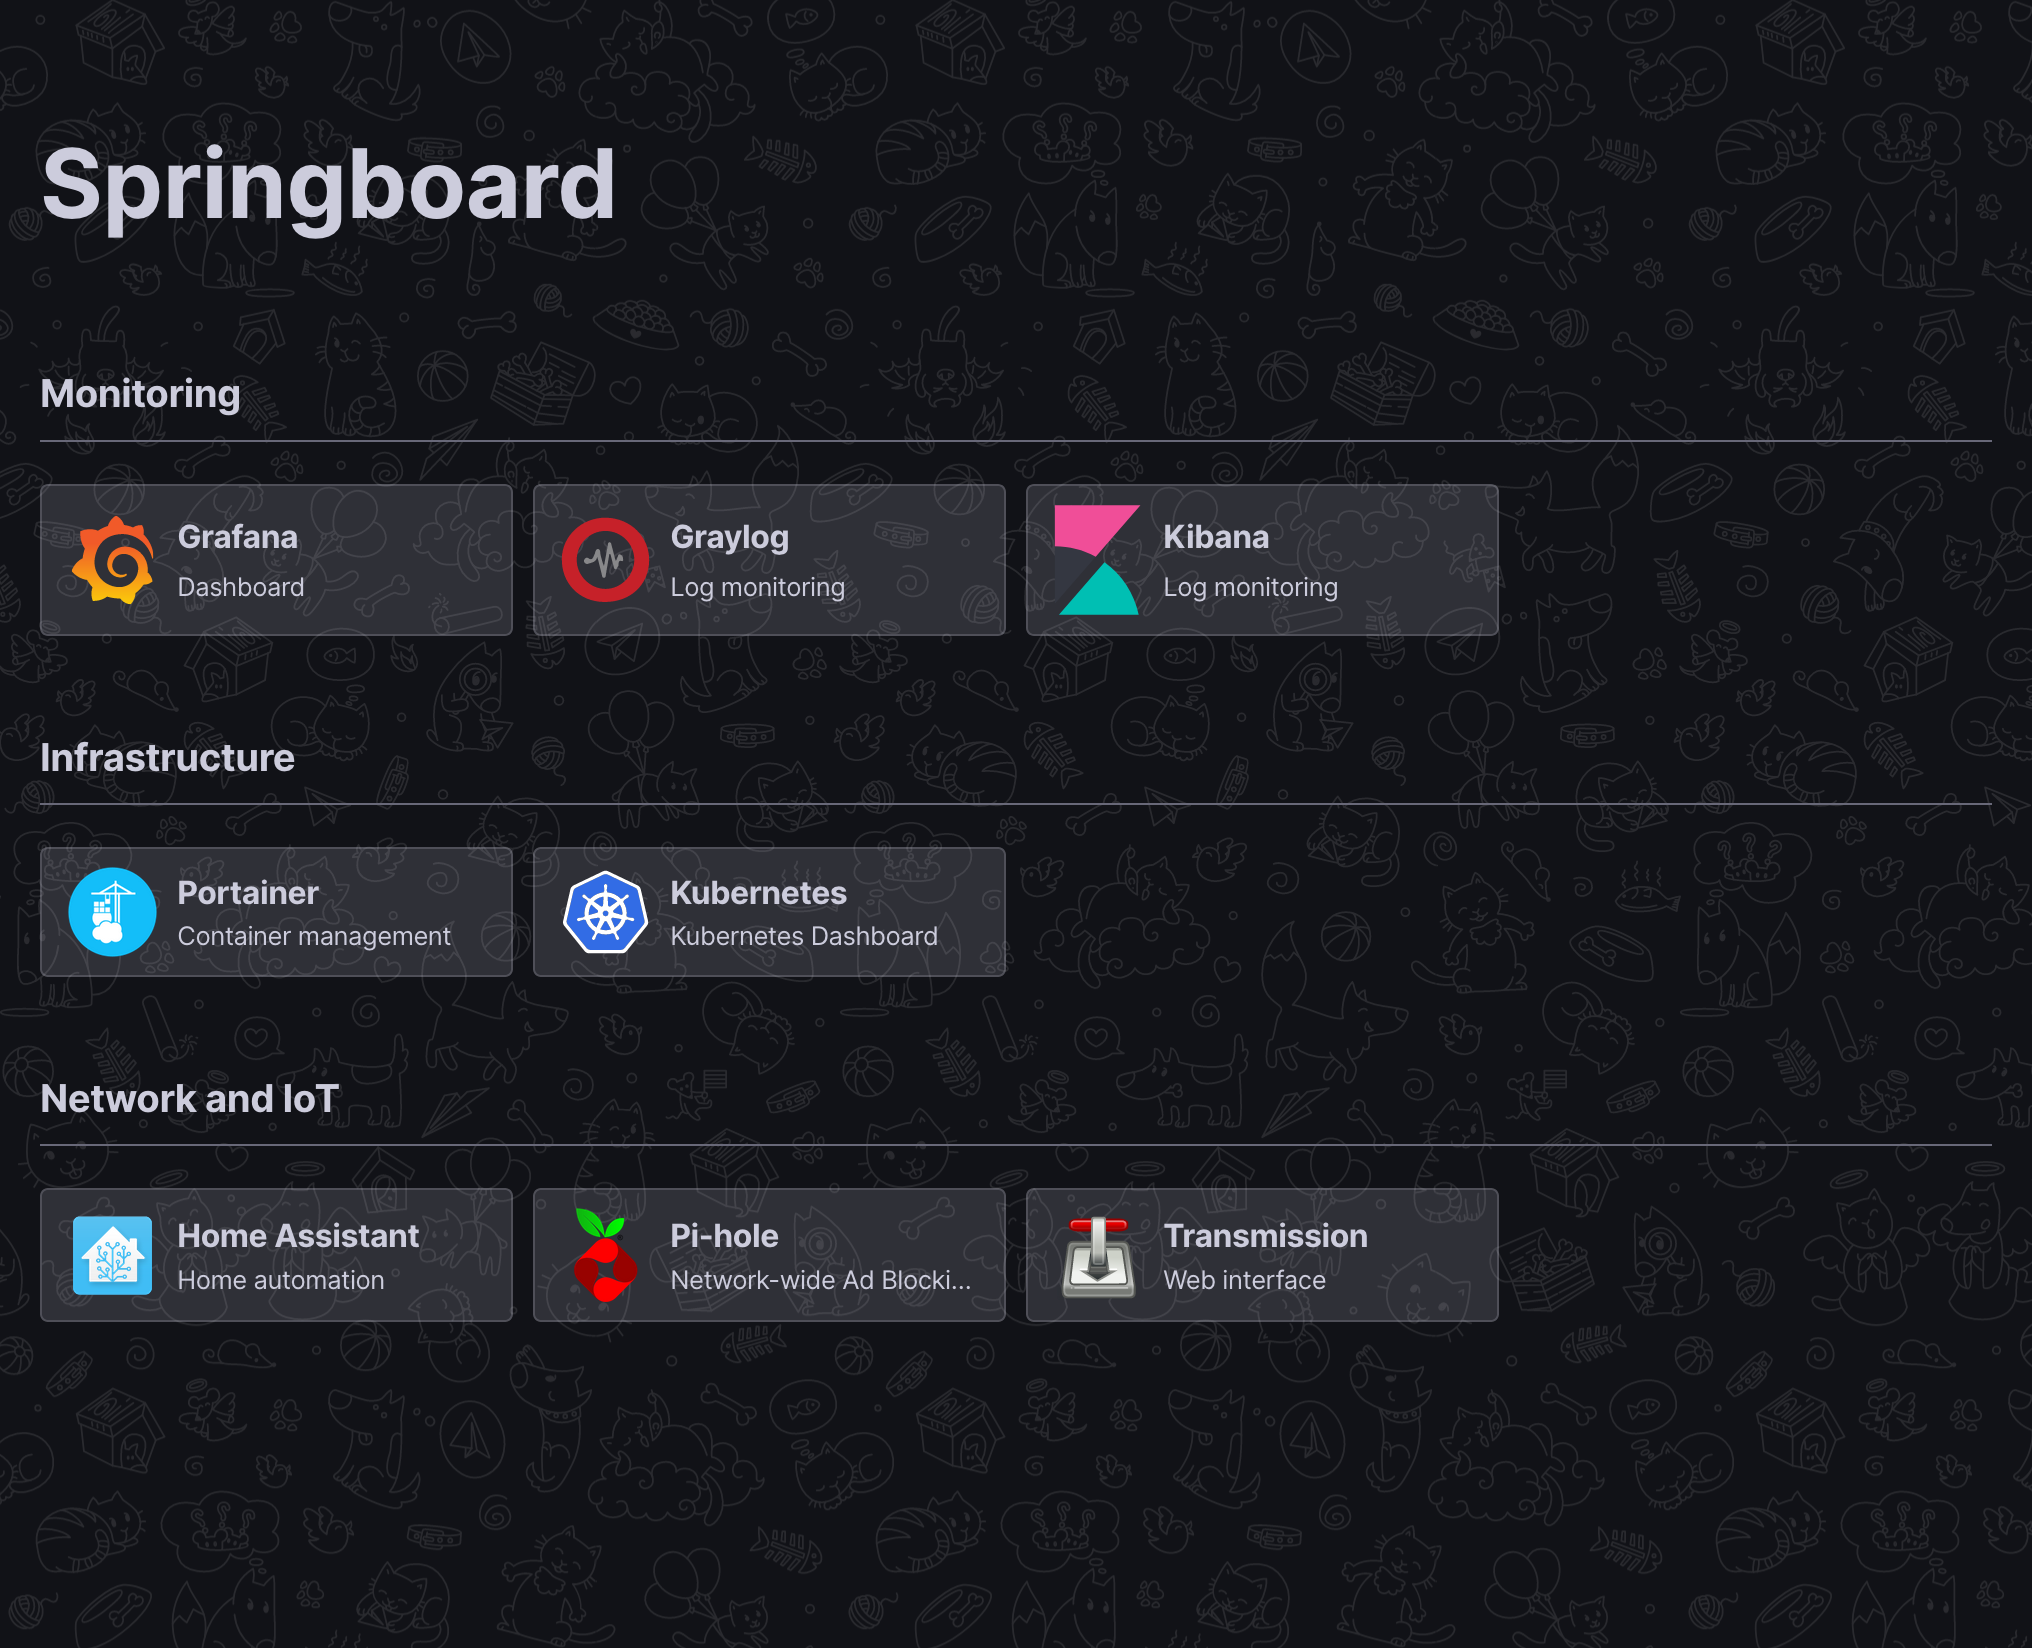 Springboard
Monitoring
Grafana
Dashboard
Graylog
Log monitoring
Kibana
Log monitoring
Infrastructure
Portainer
Container management
Kubernetes
Kubernetes Dashboard
Network and IoT
Home Assistant
Home automation
Pi-hole
Network-wide Ad Blocki...
Transmission
Web interface